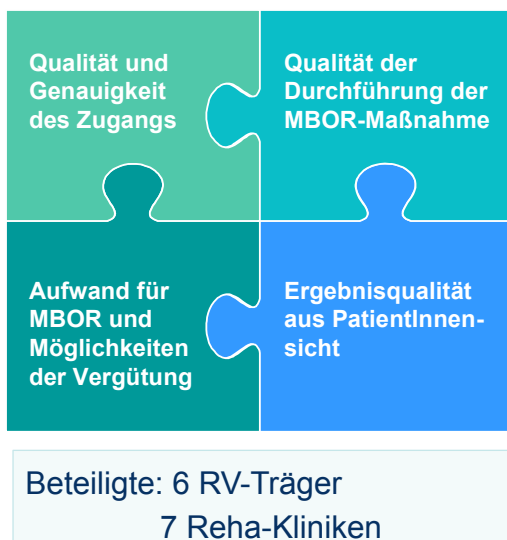 Qualität und
Genauigkeit
des Zugangs
Qualität der
Durchführung der
MBOR-Maßnahme
Aufwand für
MBOR und
Möglichkeiten
der Vergütung
Ergebnisqualität
aus PatientInnen-
sicht
Beteiligte: 6 RV-Träger
7 Reha-Kliniken